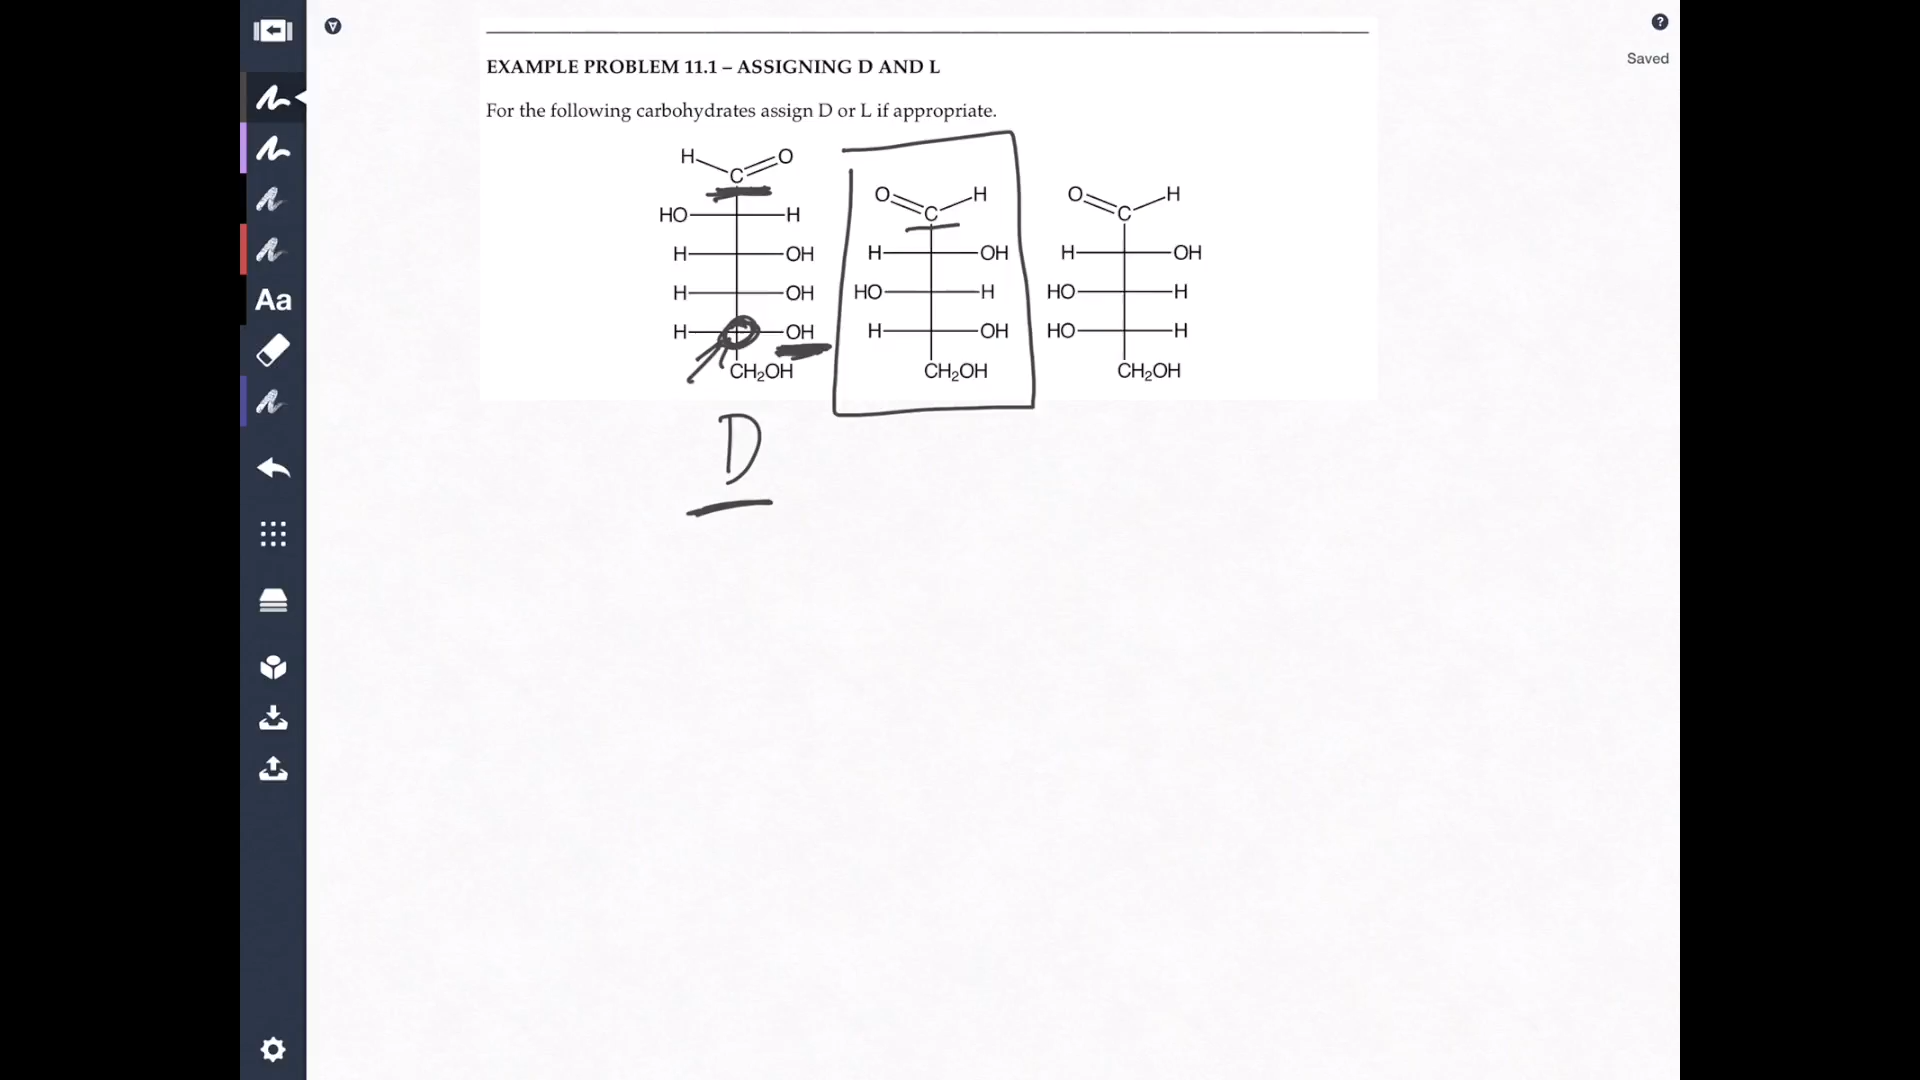 Saved
EXAMPLE PROBLEM 11.1 – ASSIGNING D AND L
For the following carbohydrates assign D or L if appropriate.
H O
C
HO H
H OH
H OH
H OH
CH₂OH
O H
C
H OH
HO H
H OH
CH₂OH
O H
C
H OH
HO H
HO H
CH₂OH
D
Aa
?